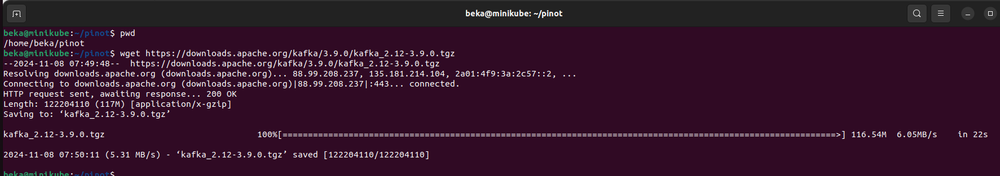 beka@minikube: ~/pinot
beka@minikube:~/pinot$ pwd
/home/beka/pinot
beka@minikube:~/pinot$ wget https://downloads.apache.org/kafka/3.9.0/kafka_2.12-3.9.0.tgz
--2024-11-08 07:49:48--  https://downloads.apache.org/kafka/3.9.0/kafka_2.12-3.9.0.tgz
Resolving downloads.apache.org (downloads.apache.org)... 88.99.208.237, 135.181.214.104, 2a01:4f9:3a:2c57::2, ...
Connecting to downloads.apache.org (downloads.apache.org)|88.99.208.237|:443... connected.
HTTP request sent, awaiting response... 200 OK
Length: 122204110 (117M) [application/x-gzip]
Saving to: ‘kafka_2.12-3.9.0.tgz’
kafka_2.12-3.9.0.tgz                              100%[=============================================================================================================>] 116.54M  6.05MB/s    in 22s
2024-11-08 07:50:11 (5.31 MB/s) - ‘kafka_2.12-3.9.0.tgz’ saved [122204110/122204110]
beka@minikube:~/pinot$